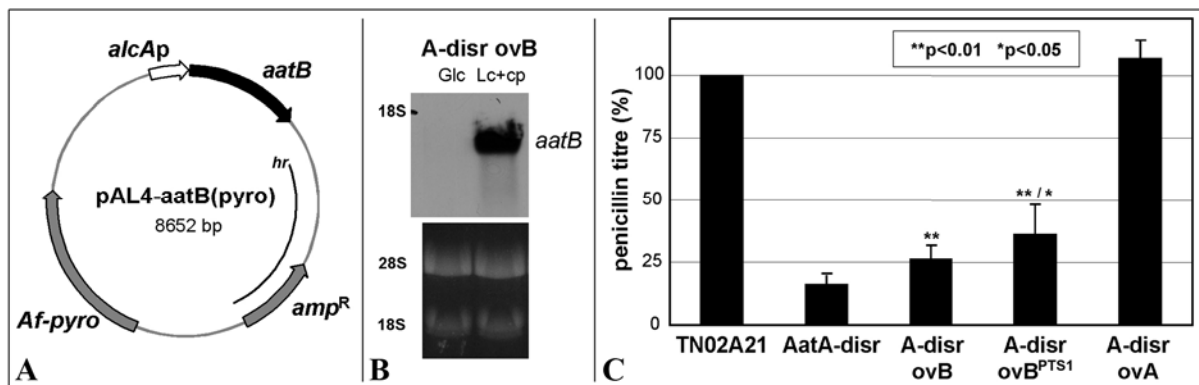 alcAp
aatB
hr
pAL4-aatB(pyro)
8652 bp
Af-pyro
ampR
A
A-disr ovB
Glc Lc+cp
18S
aatB
28S
18S
B
**p<0.01 *p<0.05
penicillin titre (%)
100
75
50
25
0
**
** / *
TN02A21
AatA-disr
A-disr
ovB
A-disr
ovBPTS1
A-disr
ovA
C